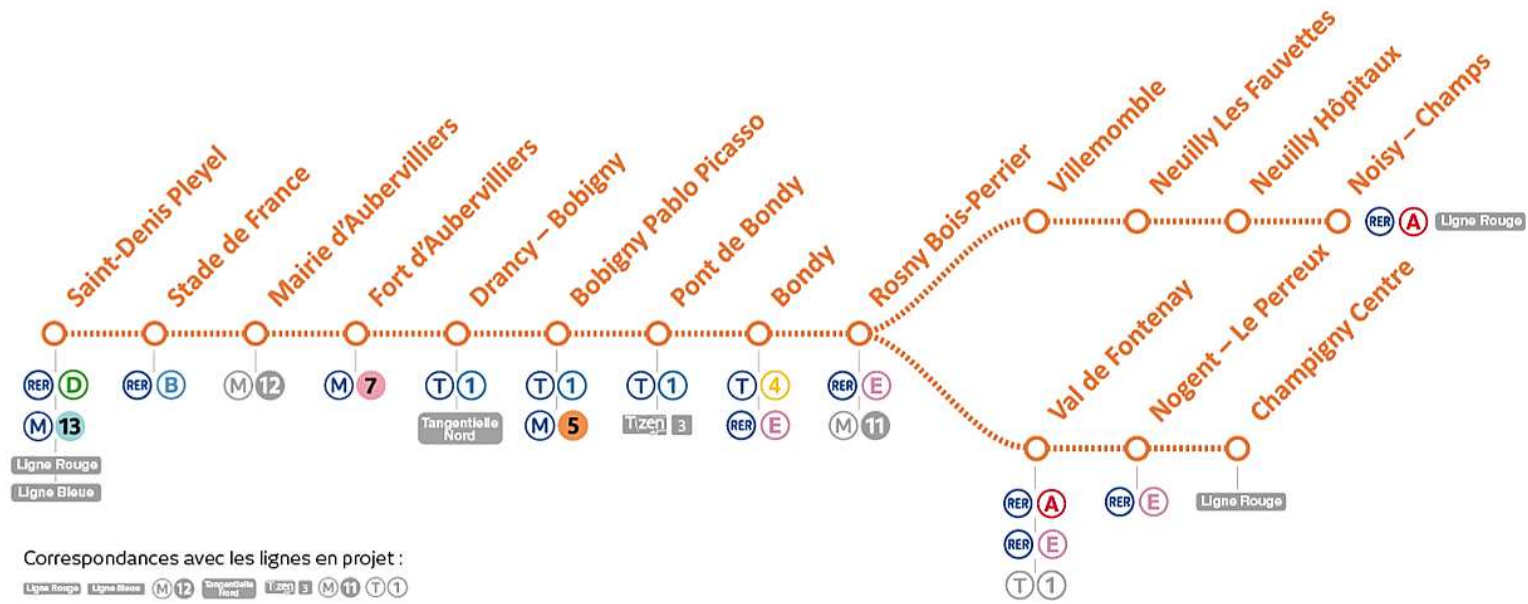 Saint-Denis Pleyel
Stade de France
Mairie d'Aubervilliers
Fort d'Aubervilliers
Drancy – Bobigny
Bobigny Pablo Picasso
Pont de Bondy
Bondy
Rosny Bois-Perrier
Villemomble
Neuilly Les Fauvettes
Neuilly Hôpitaux
Noisy – Champs
RER A Ligne Rouge
Val de Fontenay
Nogent – Le Perreux
Champigny Centre
RER D
M 13
Ligne Rouge
Ligne Bleue
RER B
M 12
M 7
T 1
Tangentielle
Nord
T 1
M 5
T 1
Tzen 3
T 4
RER E
RER E
M 11
RER A
RER E
T 1
RER E
Ligne Rouge
Correspondances avec les lignes en projet :
Ligne Rouge Ligne Bleue M 12 Tangentielle Nord Tzen 3 M 11 T 1